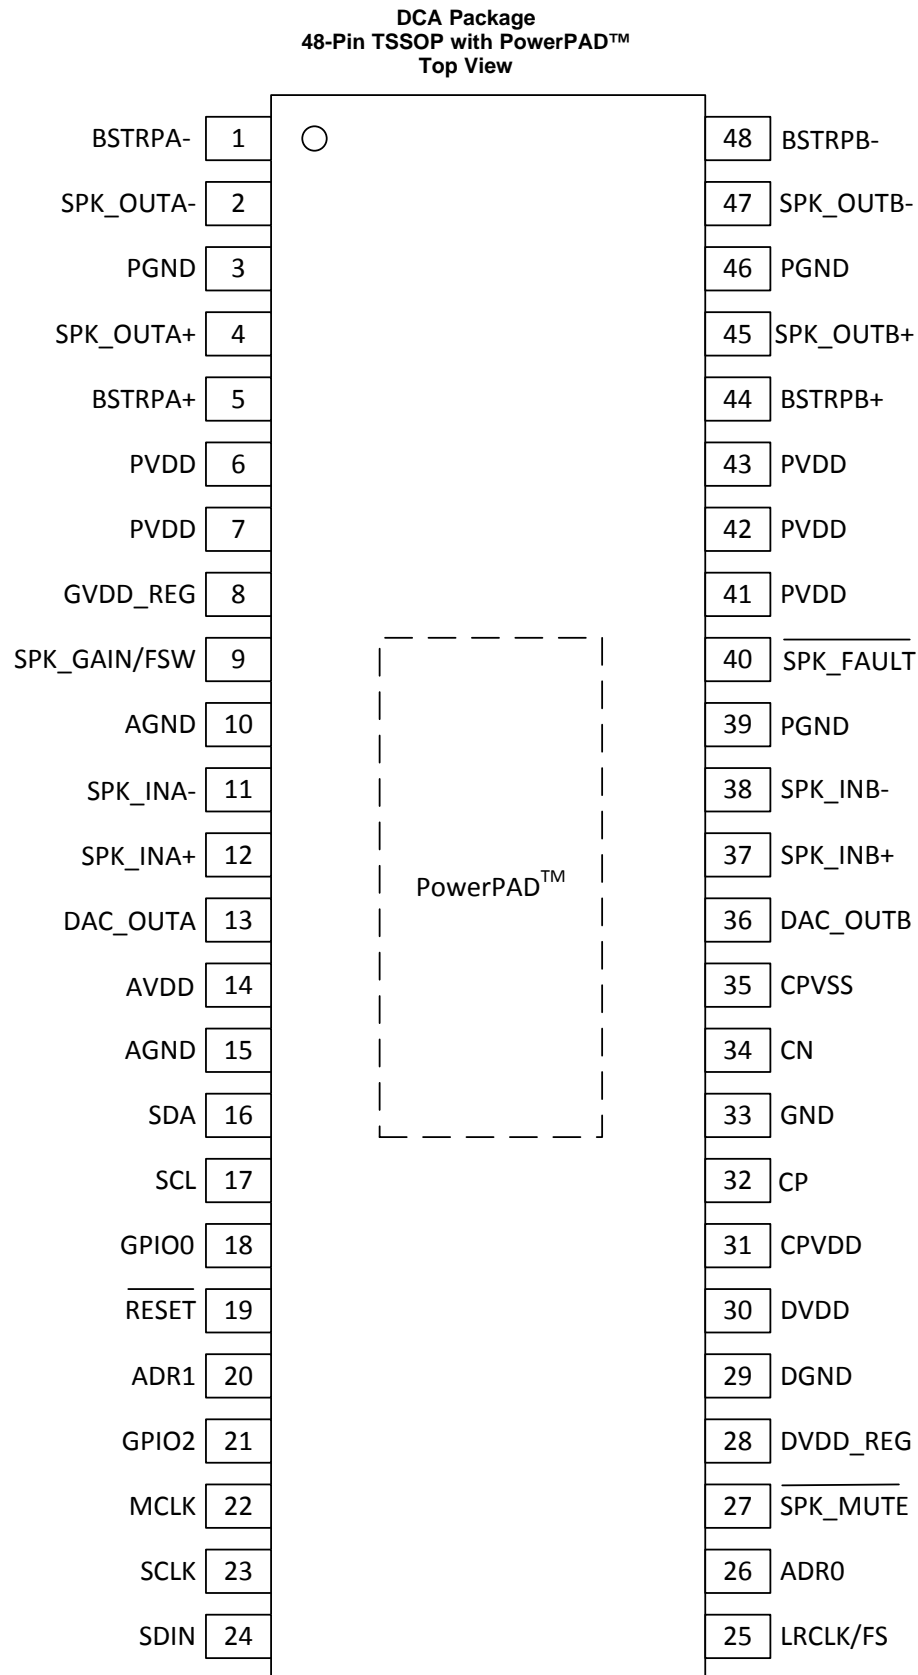 DCA Package
48-Pin TSSOP with PowerPAD™
Top View
BSTRPA- 1 48 BSTRPB-
SPK_OUTA- 2 47 SPK_OUTB-
PGND 3 46 PGND
SPK_OUTA+ 4 45 SPK_OUTB+
BSTRPA+ 5 44 BSTRPB+
PVDD 6 43 PVDD
PVDD 7 42 PVDD
GVDD_REG 8 41 PVDD
SPK_GAIN/FSW 9 40 SPK_FAULT
AGND 10 39 PGND
SPK_INA- 11 38 SPK_INB-
SPK_INA+ 12 37 SPK_INB+
PowerPAD™
DAC_OUTA 13 36 DAC_OUTB
AVDD 14 35 CPVSS
AGND 15 34 CN
SDA 16 33 GND
SCL 17 32 CP
GPIO0 18 31 CPVDD
RESET 19 30 DVDD
ADR1 20 29 DGND
GPIO2 21 28 DVDD_REG
MCLK 22 27 SPK_MUTE
SCLK 23 26 ADR0
SDIN 24 25 LRCLK/FS